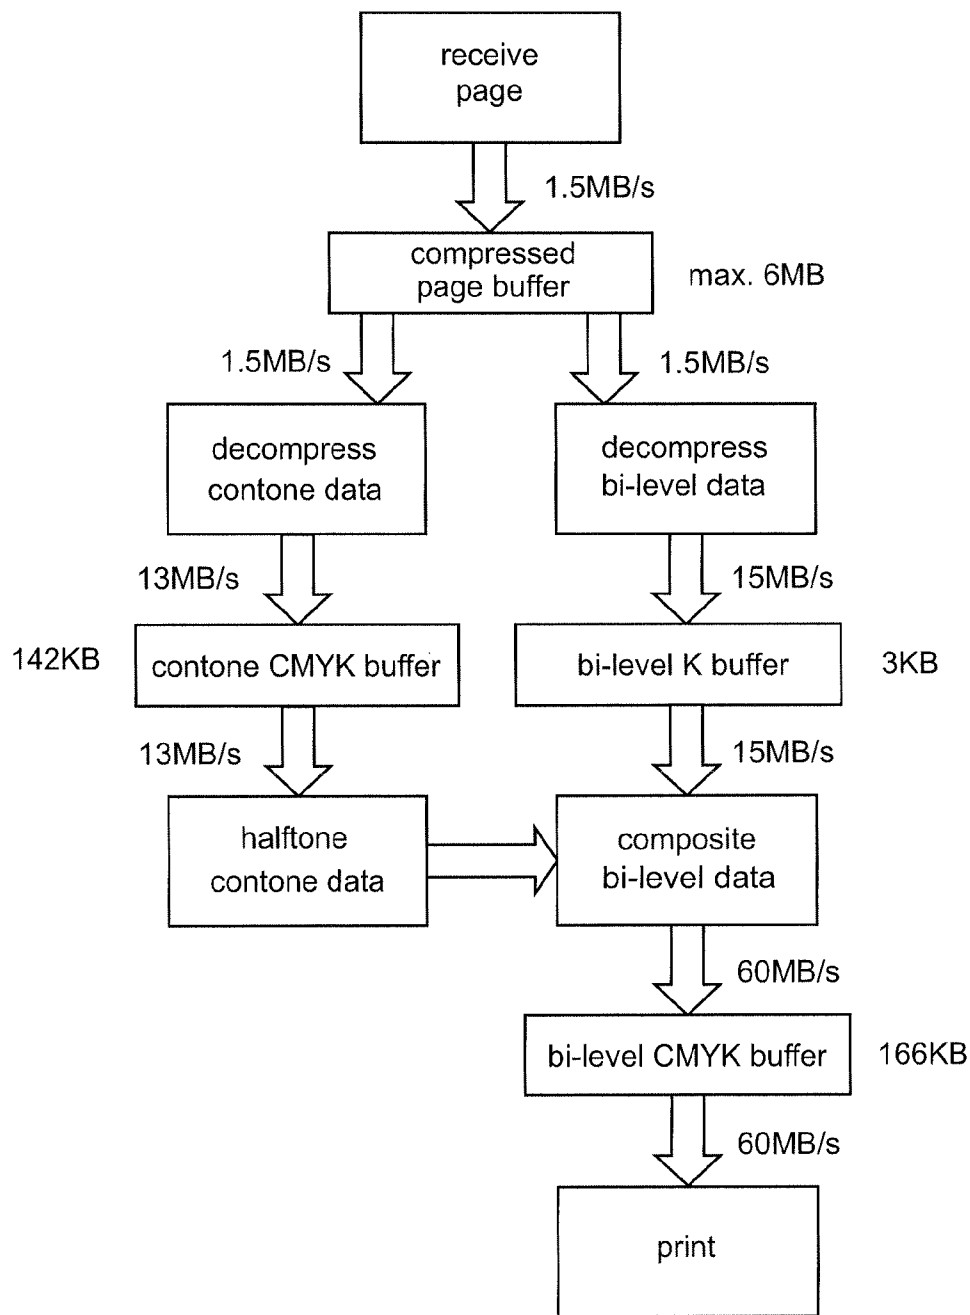 receive
page
1.5MB/s
compressed
page buffer
max. 6MB
1.5MB/s
1.5MB/s
decompress
contone data
decompress
bi-level data
13MB/s
15MB/s
142KB
contone CMYK buffer
bi-level K buffer
3KB
13MB/s
15MB/s
halftone
contone data
composite
bi-level data
60MB/s
bi-level CMYK buffer
166KB
60MB/s
print